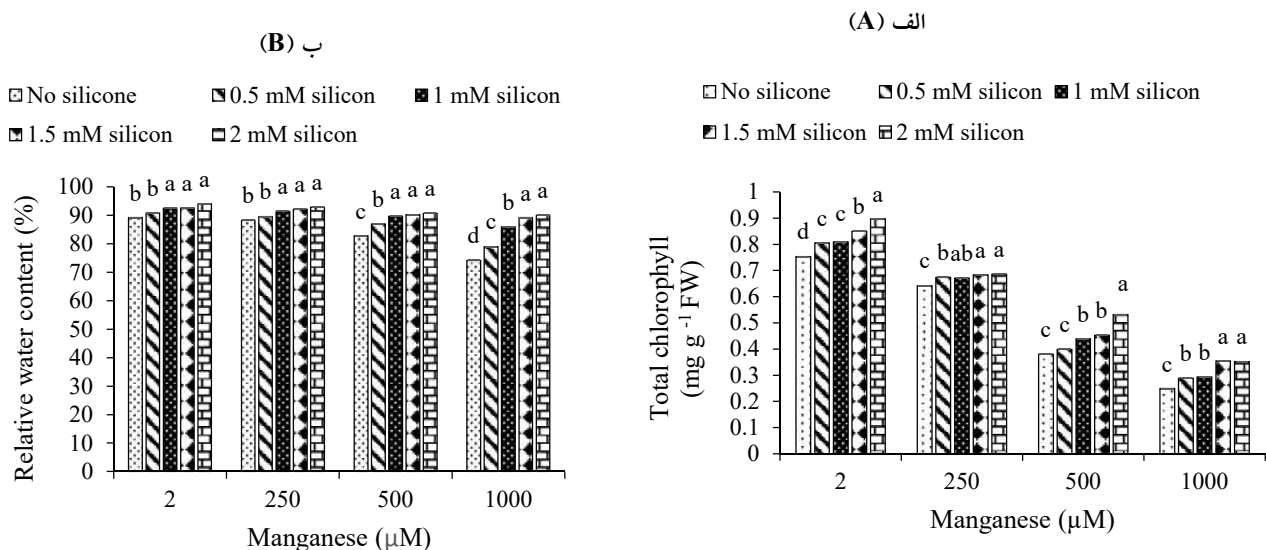 ب (B)
No silicone 0.5 mM silicon 1 mM silicon
1.5 mM silicon 2 mM silicon
Relative water content (%)
100
90
80
70
60
50
40
30
20
10
0
b b a a a
b b a a a
c b a a a
d c b a a
2 250 500 1000
Manganese (µM)
الف (A)
No silicone 0.5 mM silicon 1 mM silicon
1.5 mM silicon 2 mM silicon
Total chlorophyll
(mg g -1 FW)
1
0.9
0.8
0.7
0.6
0.5
0.4
0.3
0.2
0.1
0
d c c b a
c b ab a a
c c b b a
c b b a a
2 250 500 1000
Manganese (µM)